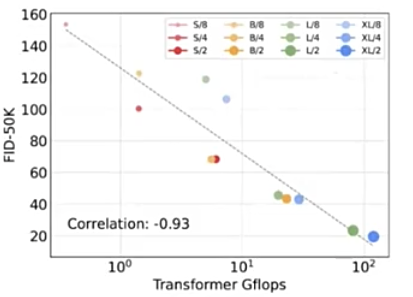 160
140
120
100
80
60
40
20
FID-50K
S/8 B/8 L/8 XL/8
S/4 B/4 L/4 XL/4
S/2 B/2 L/2 XL/2
Correlation: -0.93
10⁰ 10¹ 10²
Transformer Gflops